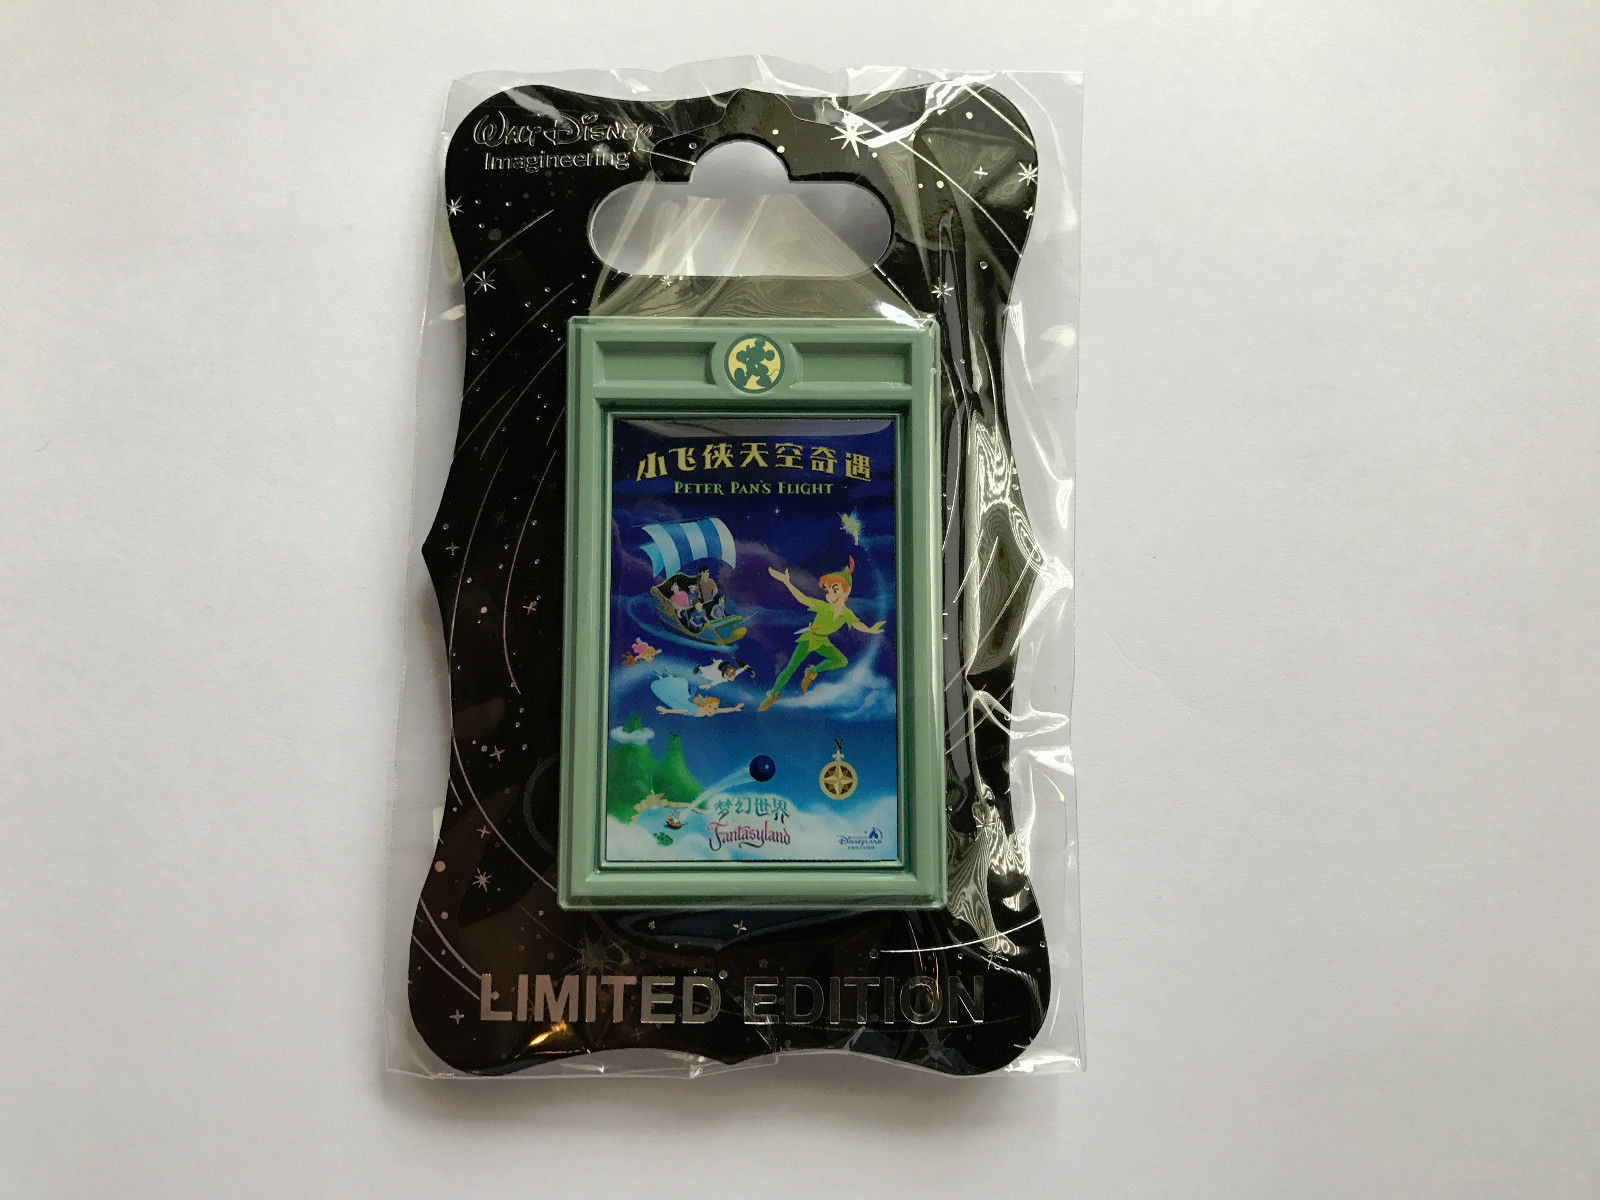 WALT DISNEY
Imagineering
小飞侠天空奇遇
PETER PAN'S FLIGHT
N
梦幻世界
Fantasyland
DISNEYLAND
LIMITED EDITION